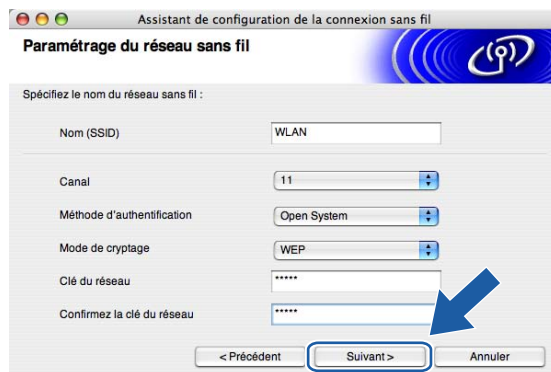 Assistant de configuration de la connexion sans fil
Paramétrage du réseau sans fil
Spécifiez le nom du réseau sans fil :
Nom (SSID) WLAN
Canal 11
Méthode d'authentification Open System
Mode de cryptage WEP
Clé du réseau *****
Confirmez la clé du réseau *****
< Précédent Suivant > Annuler